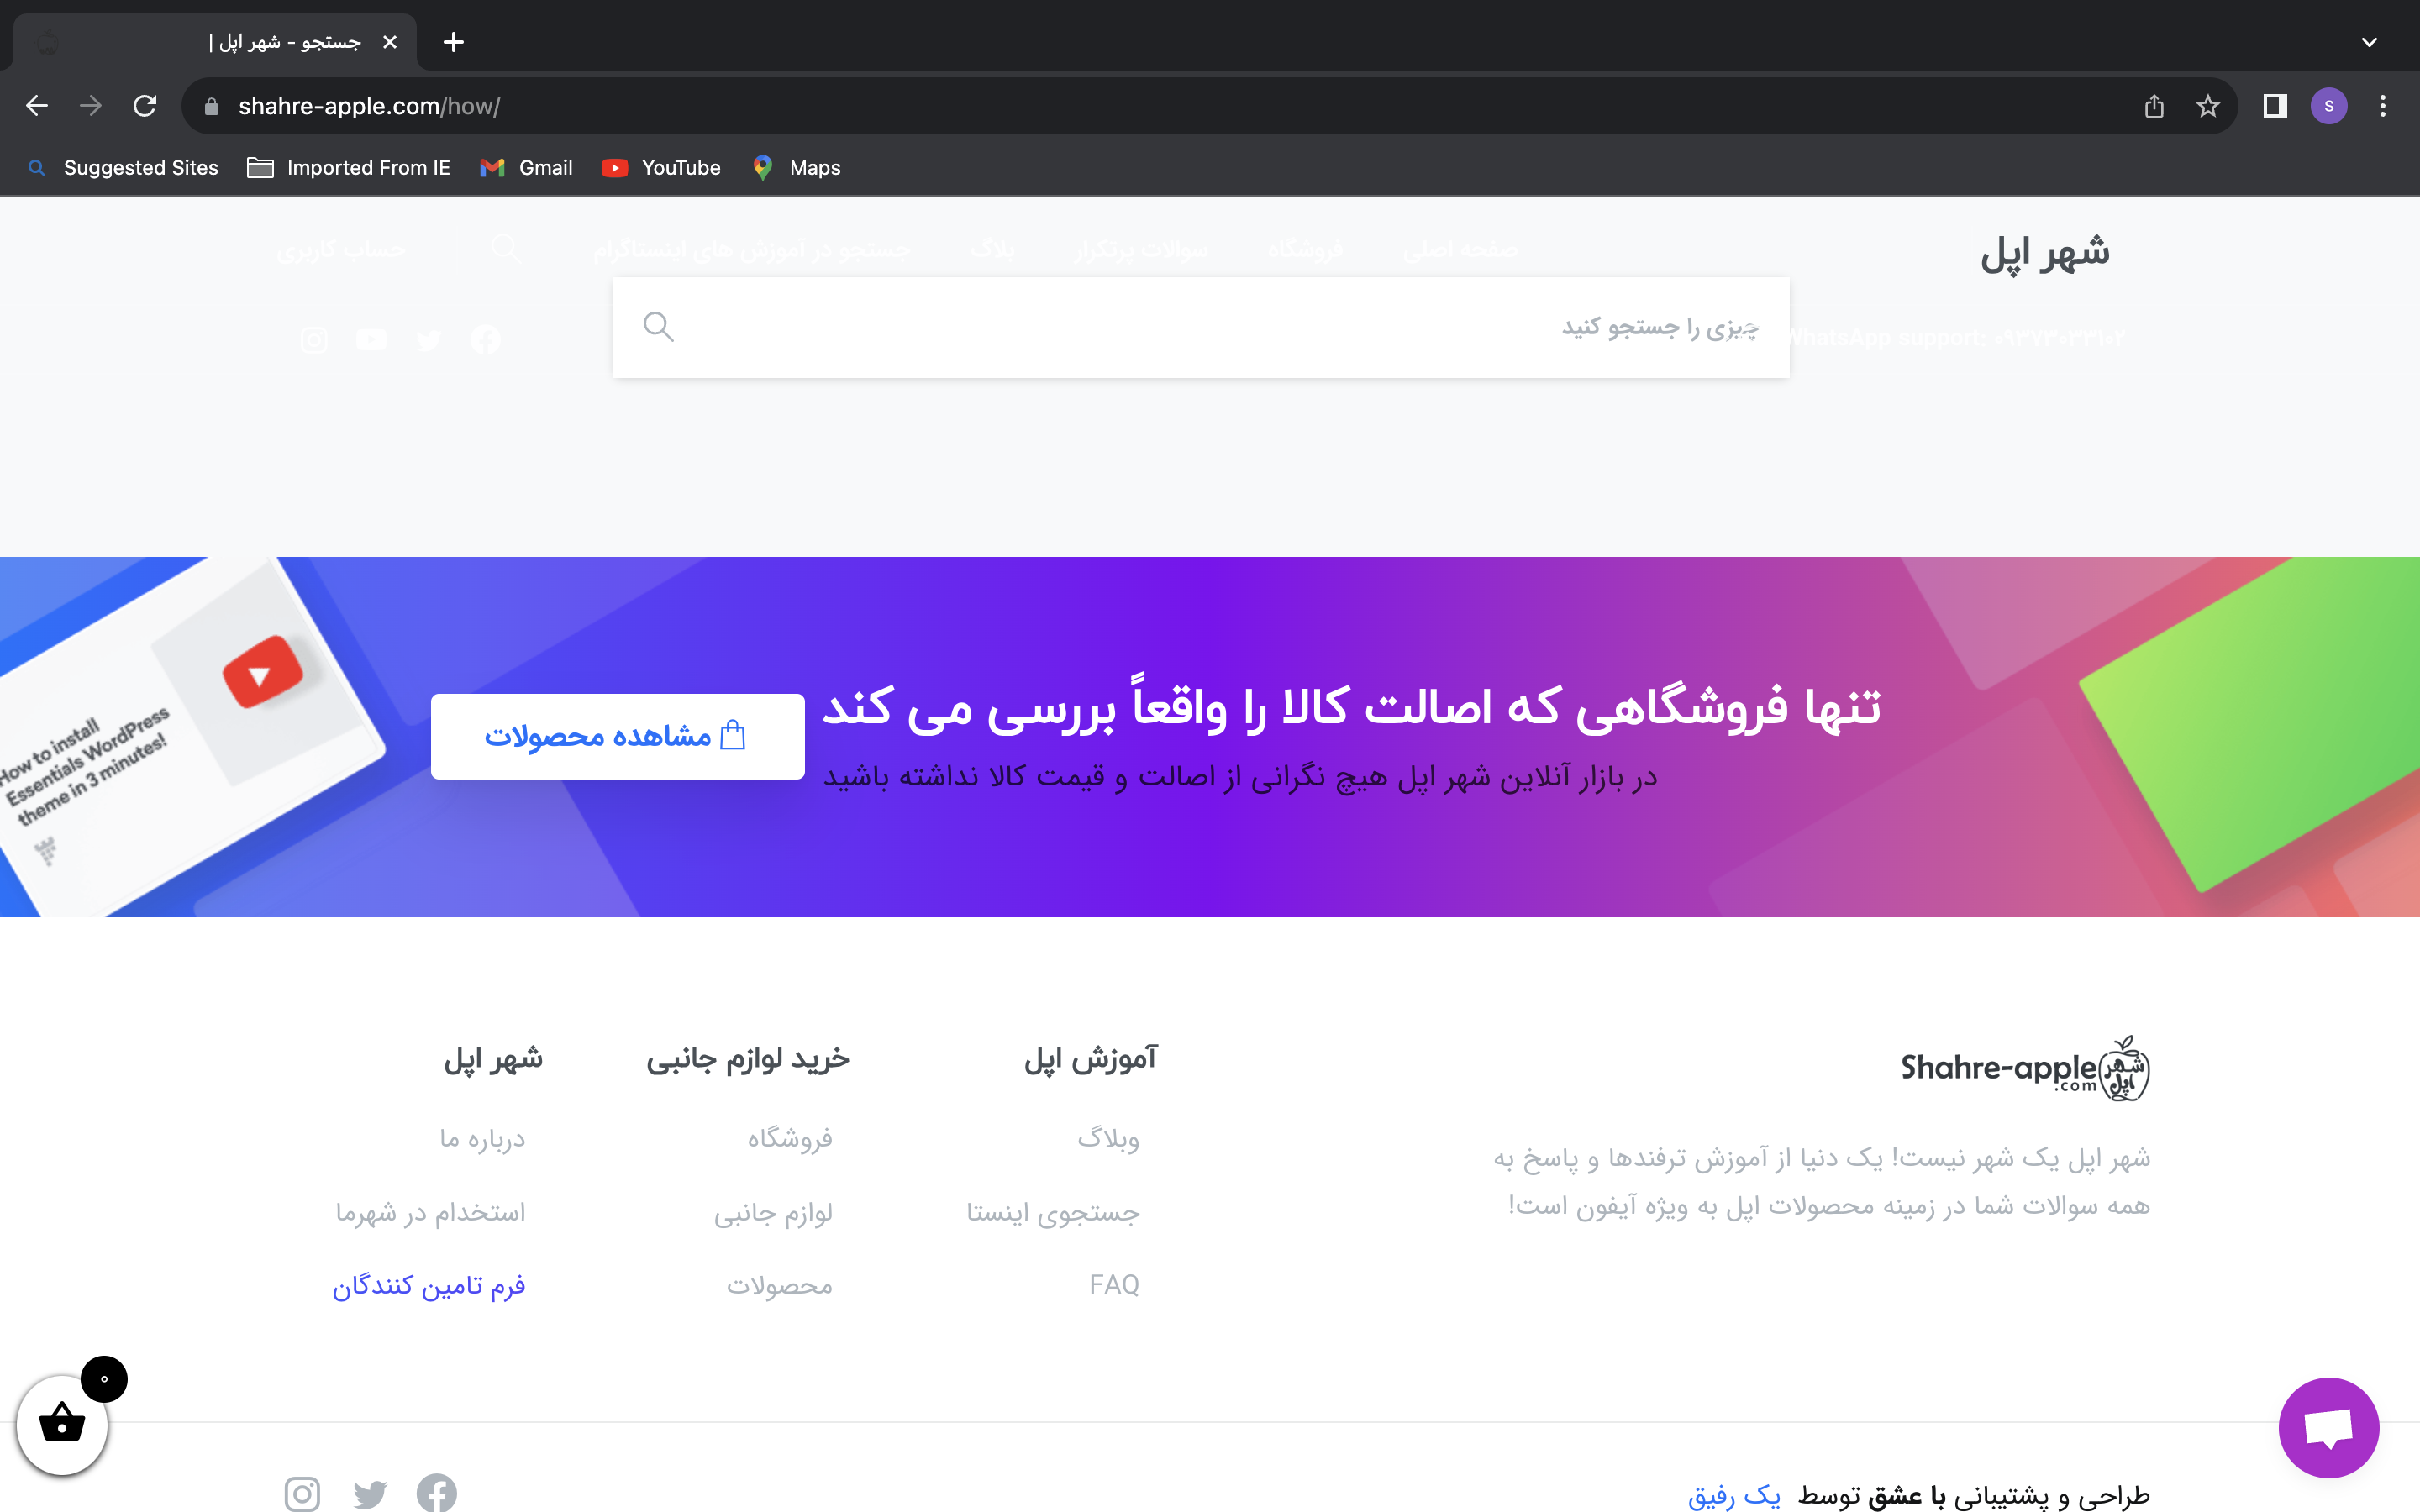 جستجو - شهر اپل |
shahre-apple.com/how/
Suggested Sites
Imported From IE
Gmail
YouTube
Maps
S
شهر اپل
صفحه اصلی
فروشگاه
سوالات پرتکرار
بلاگ
جستجو در آموزش های اینستاگرام
حساب کاربری
WhatsApp support: ۰۹۳۷۳۰۳۳۱۰۲
چیزی را جستجو کنید
تنها فروشگاهی که اصالت کالا را واقعاً بررسی می کند
در بازار آنلاین شهر اپل هیچ نگرانی از اصالت و قیمت کالا نداشته باشید
مشاهده محصولات
How to install
Essentials WordPress
theme in 3 minutes!
Shahre-apple
.com
شهر
اپل
شهر اپل یک شهر نیست! یک دنیا از آموزش ترفندها و پاسخ به
همه سوالات شما در زمینه محصولات اپل به ویژه آیفون است!
آموزش اپل
وبلاگ
جستجوی اینستا
FAQ
خرید لوازم جانبی
فروشگاه
لوازم جانبی
محصولات
شهر اپل
درباره ما
استخدام در شهرما
فرم تامین کنندگان
۰
طراحی و پشتیبانی با عشق توسط یک رفیق